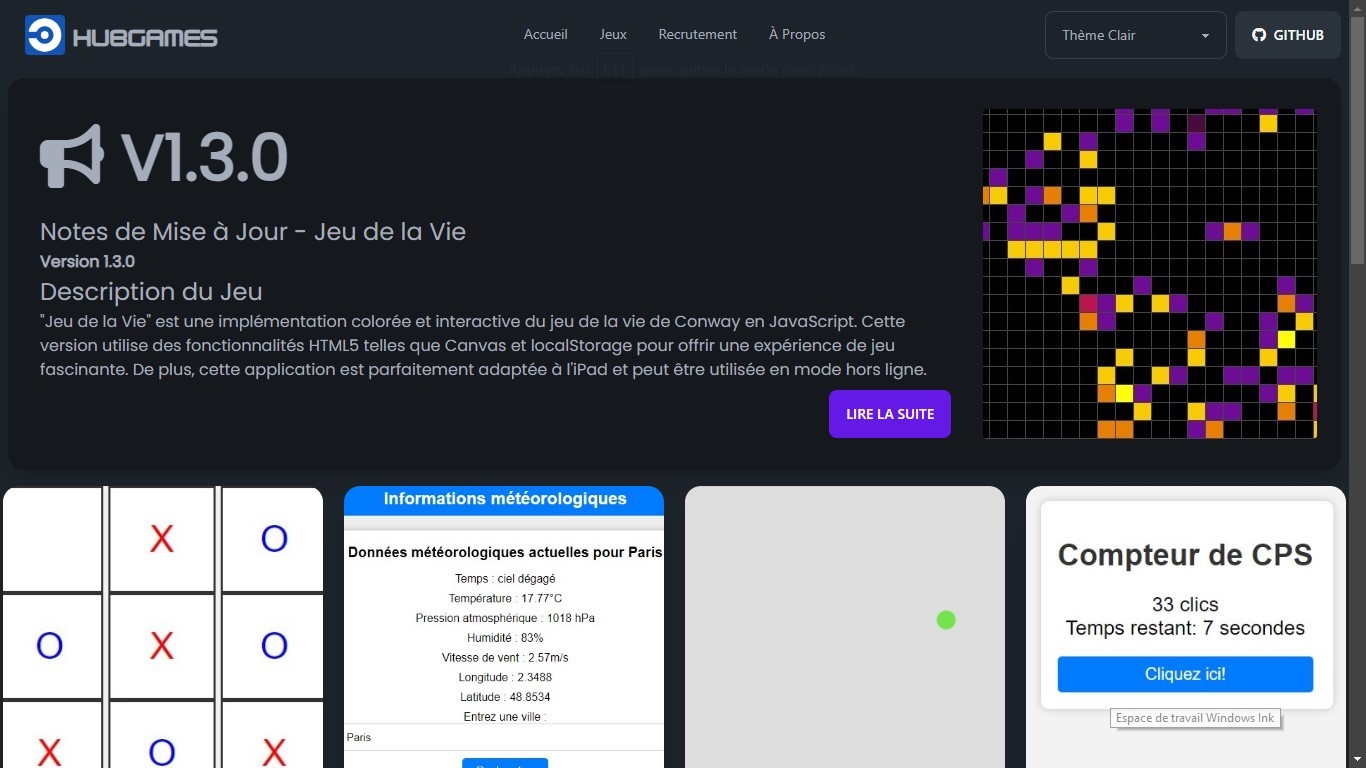 HUBGAMES
Accueil
Jeux
Recrutement
À Propos
Thème Clair
GITHUB
Appuyez sur F11 pour quitter le mode plein écran
V1.3.0
Notes de Mise à Jour - Jeu de la Vie
Version 1.3.0
Description du Jeu
"Jeu de la Vie" est une implémentation colorée et interactive du jeu de la vie de Conway en JavaScript. Cette
version utilise des fonctionnalités HTML5 telles que Canvas et localStorage pour offrir une expérience de jeu
fascinante. De plus, cette application est parfaitement adaptée à l'iPad et peut être utilisée en mode hors ligne.
LIRE LA SUITE
X O
O X O
X O X
Informations météorologiques
Données météorologiques actuelles pour Paris
Temps : ciel dégagé
Température : 17.77°C
Pression atmosphérique : 1018 hPa
Humidité : 83%
Vitesse de vent : 2.57m/s
Longitude : 2.3488
Latitude : 48.8534
Entrez une ville :
Paris
Compteur de CPS
33 clics
Temps restant: 7 secondes
Cliquez ici!
Espace de travail Windows Ink